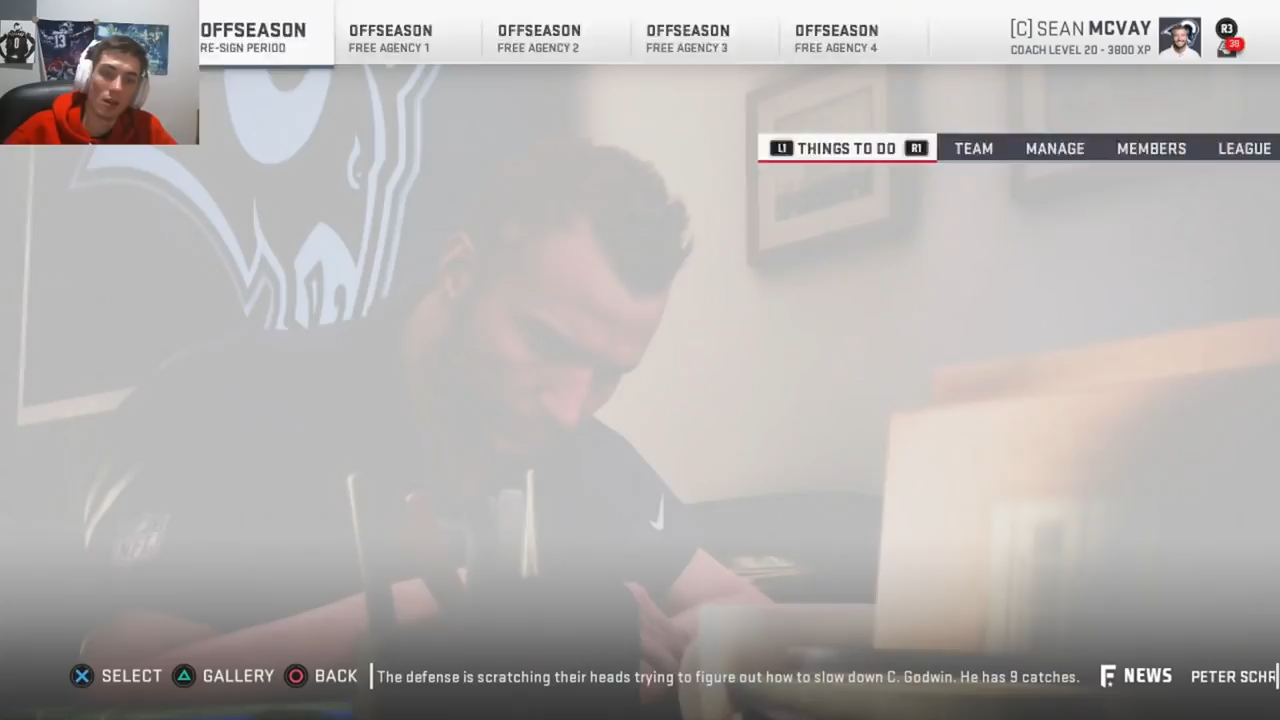 OFFSEASON
RE-SIGN PERIOD
OFFSEASON
FREE AGENCY 1
OFFSEASON
FREE AGENCY 2
OFFSEASON
FREE AGENCY 3
OFFSEASON
FREE AGENCY 4
[C] SEAN MCVAY
COACH LEVEL 20 - 3800 XP
R3
38
L1 THINGS TO DO R1
TEAM
MANAGE
MEMBERS
LEAGUE
SELECT
GALLERY
BACK
The defense is scratching their heads trying to figure out how to slow down C. Godwin. He has 9 catches.
NEWS
PETER SCHR